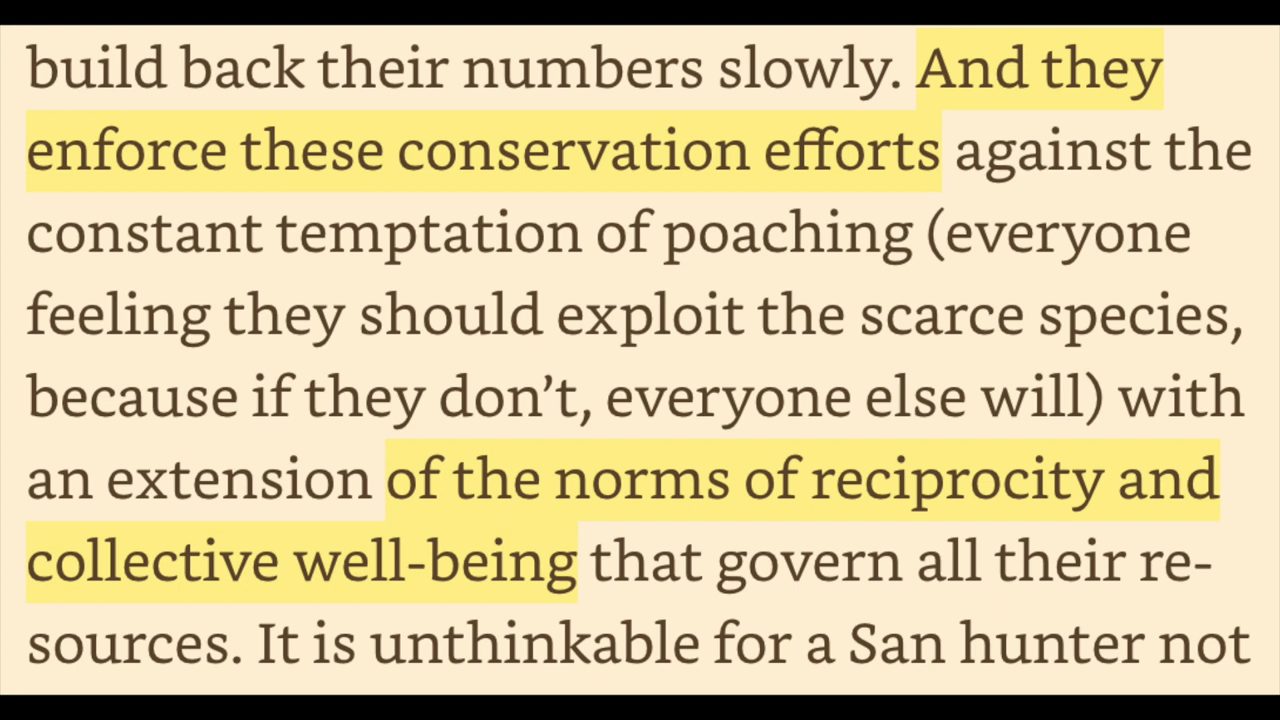 build back their numbers slowly. And they
enforce these conservation efforts against the
constant temptation of poaching (everyone
feeling they should exploit the scarce species,
because if they don’t, everyone else will) with
an extension of the norms of reciprocity and
collective well-being that govern all their re-
sources. It is unthinkable for a San hunter not